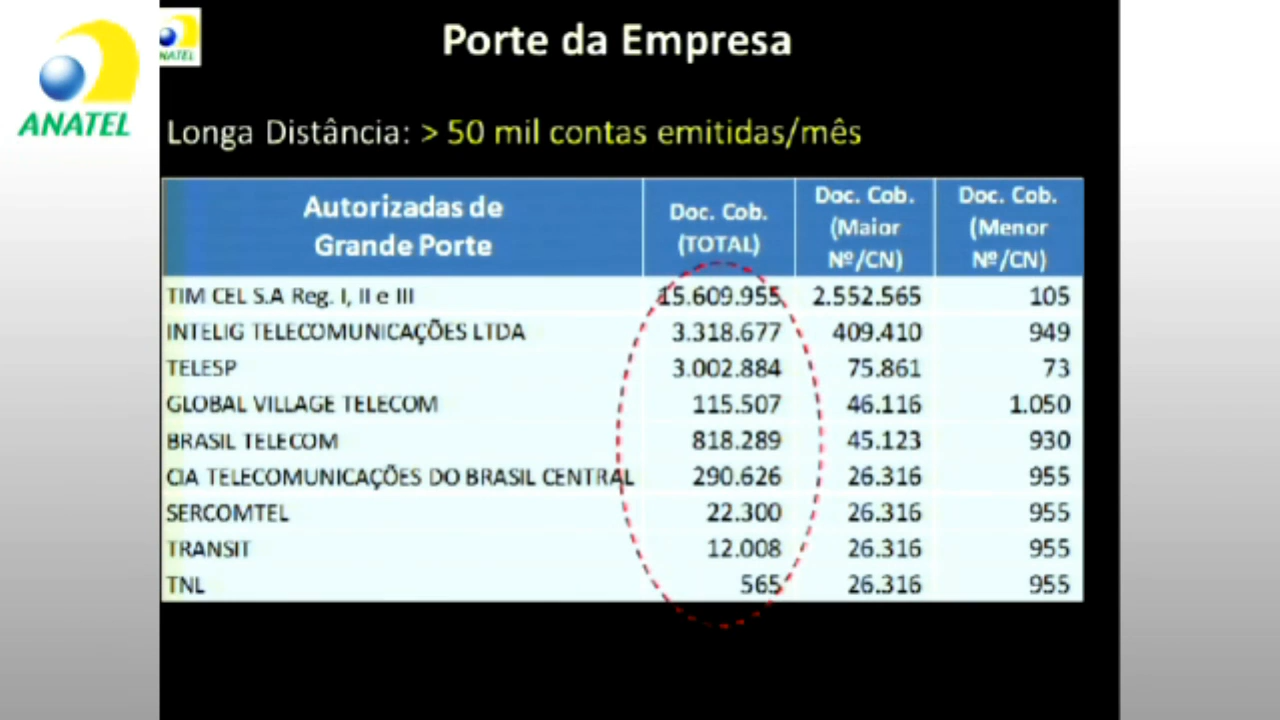 ANATEL
ANATEL
Porte da Empresa
Longa Distância: > 50 mil contas emitidas/mês
Autorizadas de Grande Porte Doc. Cob. (TOTAL) Doc. Cob. (Maior Nº/CN) Doc. Cob. (Menor Nº/CN)
TIM CEL S.A Reg. I, II e III 15.609.955 2.552.565 105
INTELIG TELECOMUNICAÇÕES LTDA 3.318.677 409.410 949
TELESP 3.002.884 75.861 73
GLOBAL VILLAGE TELECOM 115.507 46.116 1.050
BRASIL TELECOM 818.289 45.123 930
CIA TELECOMUNICAÇÕES DO BRASIL CENTRAL 290.626 26.316 955
SERCOMTEL 22.300 26.316 955
TRANSIT 12.008 26.316 955
TNL 565 26.316 955